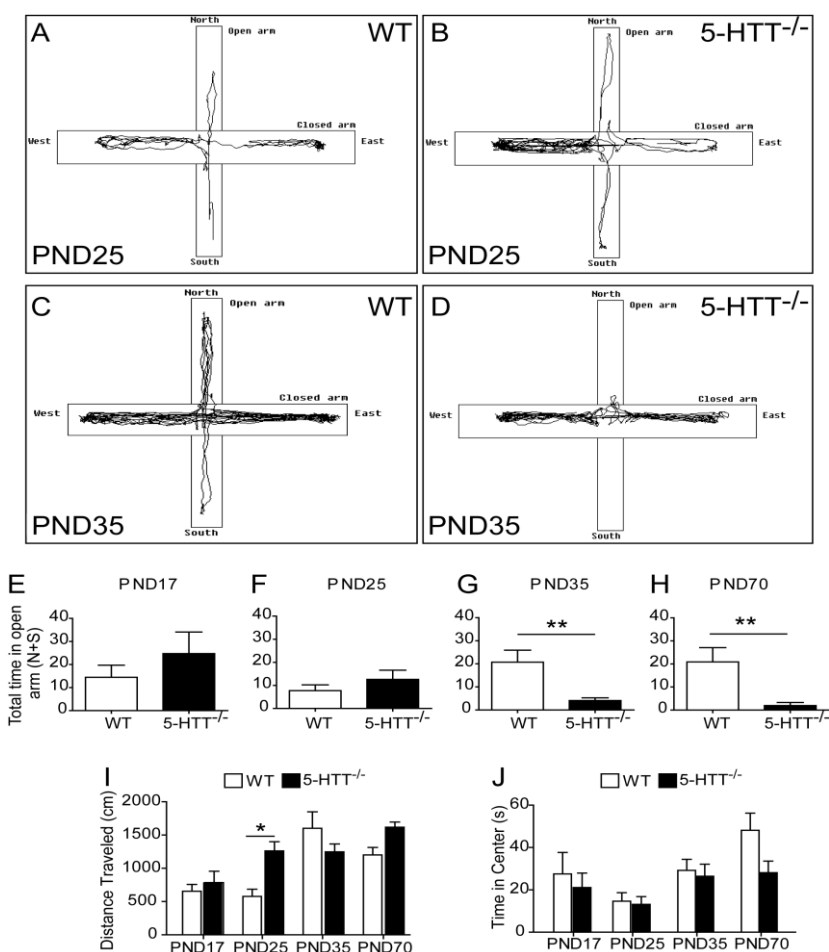 A WT
North
Open arm
Closed arm
West East
South
PND25
B 5-HTT-/-
North
Open arm
Closed arm
West East
South
PND25
C WT
North
Open arm
Closed arm
West East
South
PND35
D 5-HTT-/-
North
Open arm
Closed arm
West East
South
PND35
E PND17
Total time in open
arm (N+S)
40
30
20
10
0
WT 5-HTT-/-
F PND25
40
30
20
10
0
WT 5-HTT-/-
G PND35
**
40
30
20
10
0
WT 5-HTT-/-
H PND70
**
40
30
20
10
0
WT 5-HTT-/-
I WT 5-HTT-/-
Distance Traveled (cm)
2000
1500
1000
500
0
*
PND17 PND25 PND35 PND70
J WT 5-HTT-/-
Time in Center (s)
60
40
20
0
PND17 PND25 PND35 PND70